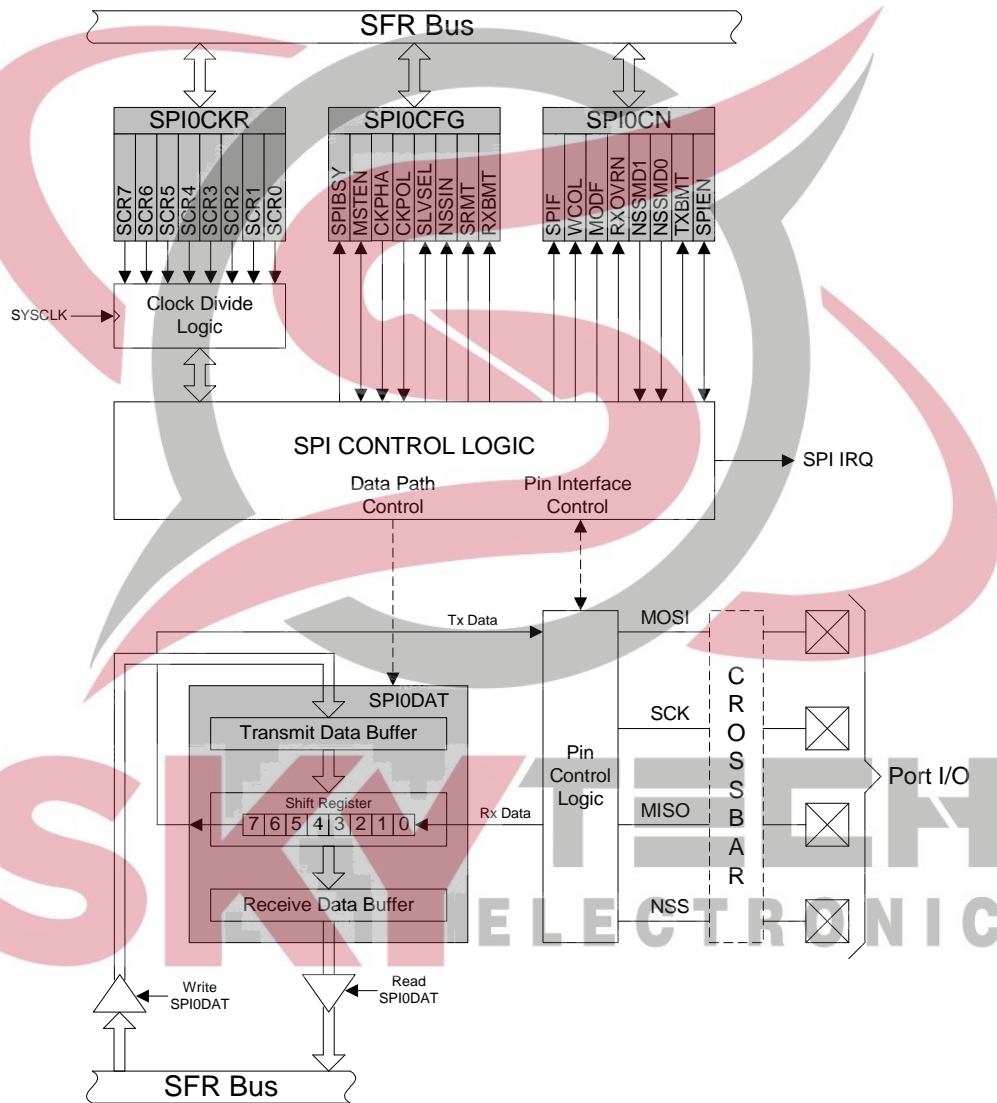 SFR Bus
SPI0CKR
SCR7
SCR6
SCR5
SCR4
SCR3
SCR2
SCR1
SCR0
SPI0CFG
SPIBSY
MSTEN
CKPHA
CKPOL
SLVSEL
NSSIN
SRMT
RXBMT
SPI0CN
SPIF
WCOL
MODF
RXOVRN
NSSMD1
NSSMD0
TXBMT
SPIEN
SYSCLK
Clock Divide
Logic
SPI CONTROL LOGIC
Data Path
Control
Pin Interface
Control
SPI IRQ
Tx Data
MOSI
SPI0DAT
Transmit Data Buffer
SCK
Shift Register
7 6 5 4 3 2 1 0
Rx Data
Pin
Control
Logic
MISO
CROSSBAR
Port I/O
Receive Data Buffer
NSS
Write
SPI0DAT
Read
SPI0DAT
SFR Bus
SKYTECH
ELECTRONIC